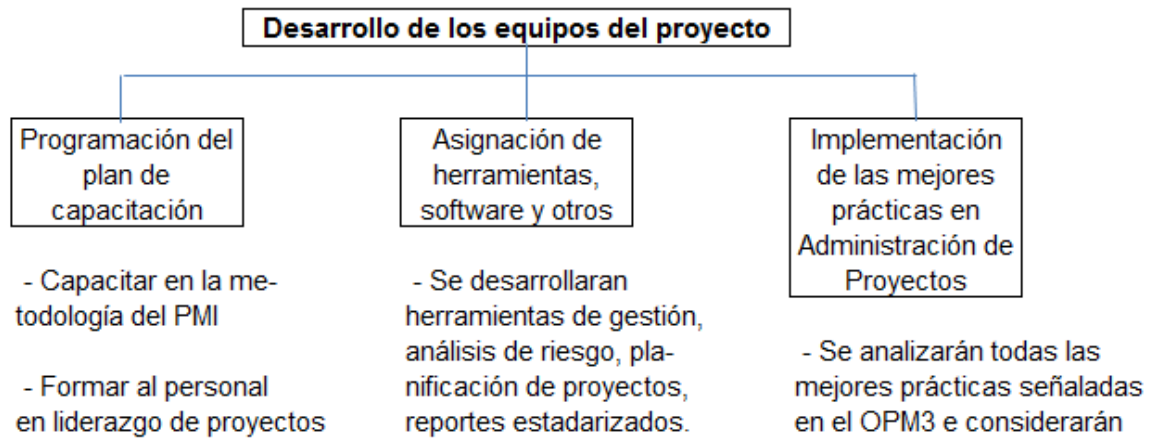 Desarrollo de los equipos del proyecto
Programación del
plan de
capacitación
- Capacitar en la me-
todología del PMI
- Formar al personal
en liderazgo de proyectos
Asignación de
herramientas,
software y otros
- Se desarrollaran
herramientas de gestión,
análisis de riesgo, pla-
nificación de proyectos,
reportes estadarizados.
Implementación
de las mejores
prácticas en
Administración de
Proyectos
- Se analizarán todas las
mejores prácticas señaladas
en el OPM3 e considerarán